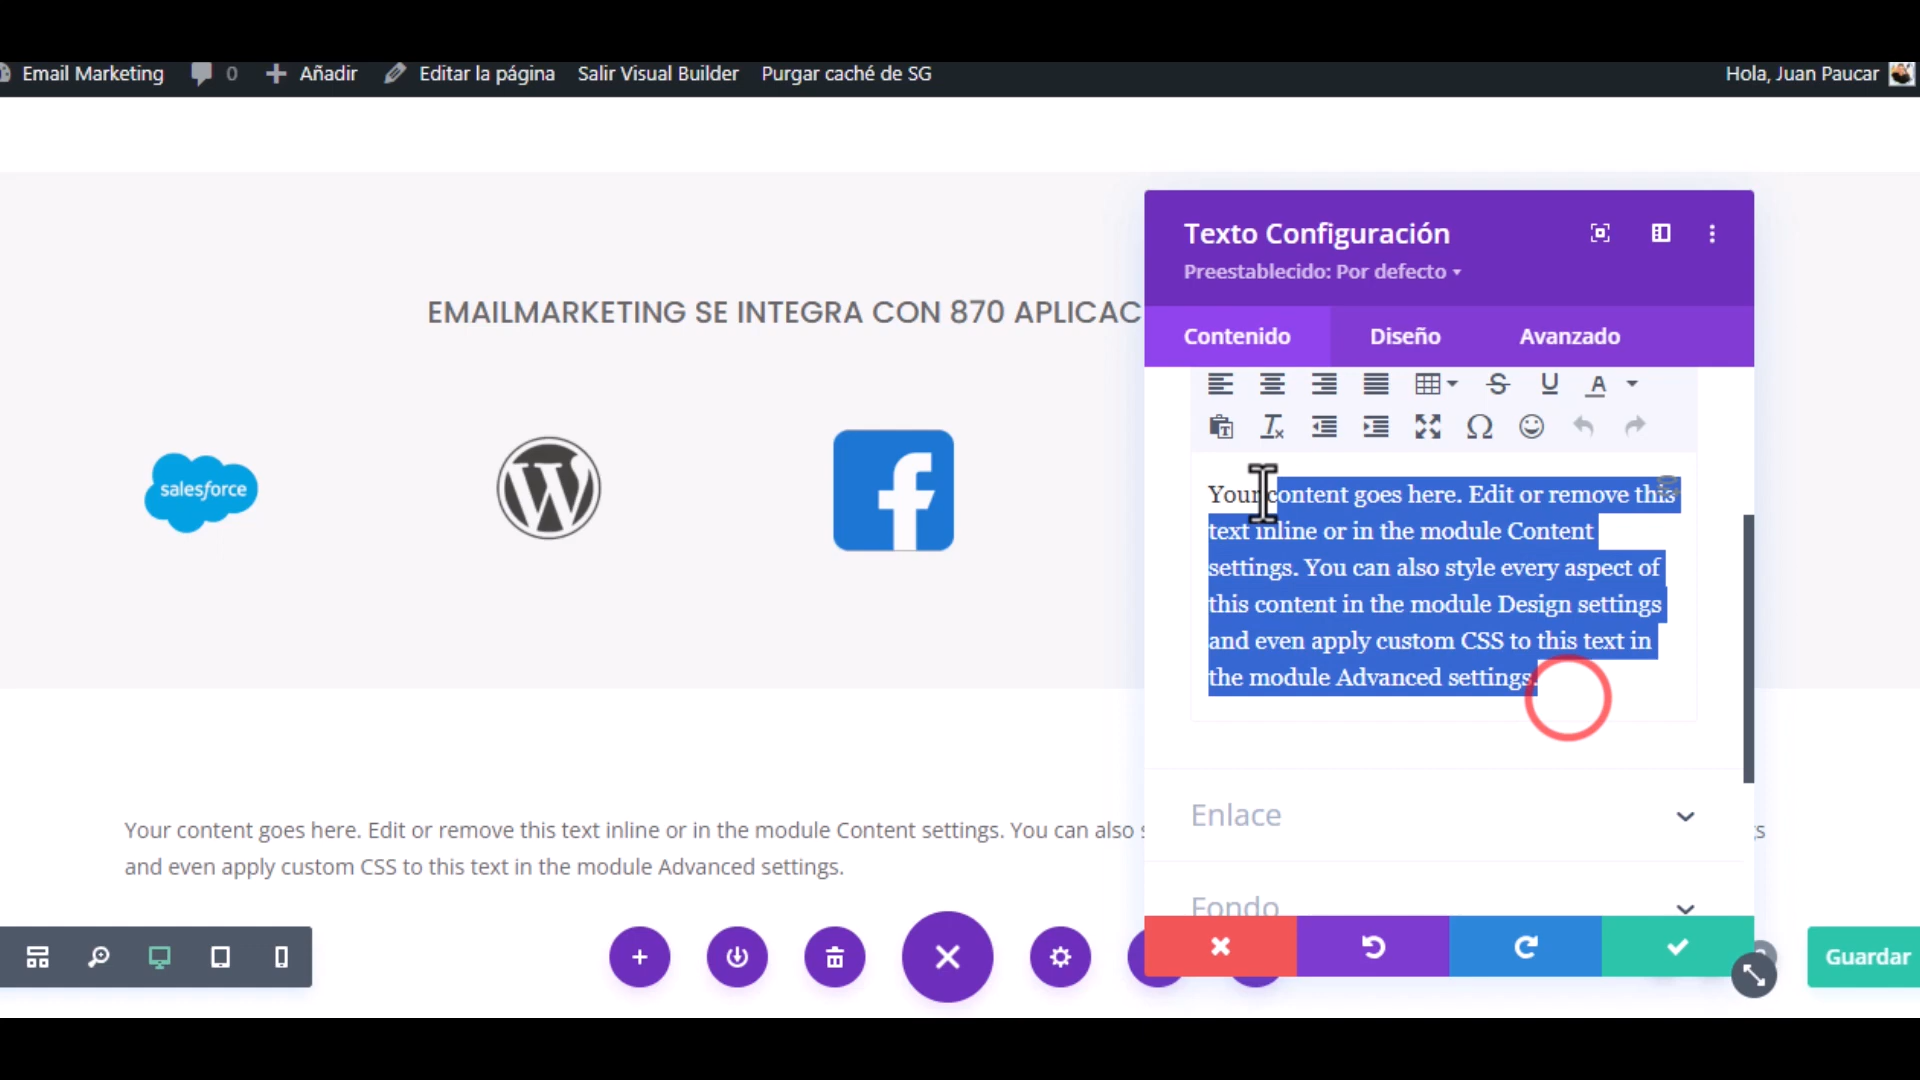 Email Marketing 0 Añadir Editar la página Salir Visual Builder Purgar caché de SG Hola, Juan Paucar
Texto Configuración
Preestablecido: Por defecto
EMAILMARKETING SE INTEGRA CON 870 APLICAC
Contenido Diseño Avanzado
salesforce
Your content goes here. Edit or remove this
text inline or in the module Content
settings. You can also style every aspect of
this content in the module Design settings
and even apply custom CSS to this text in
the module Advanced settings.
Enlace
Fondo
Your content goes here. Edit or remove this text inline or in the module Content settings. You can also s
and even apply custom CSS to this text in the module Advanced settings.
Guardar